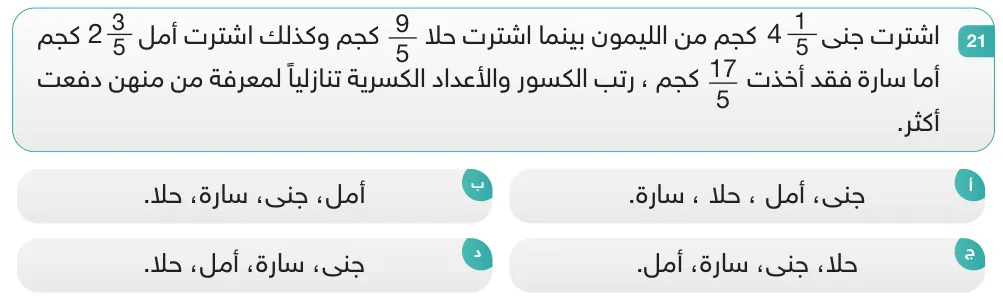 21
اشترت جنى 4 1/5 كجم من الليمون بينما اشترت حلا 9/5 كجم وكذلك اشترت أمل 2 3/5 كجم
أما سارة فقد أخذت 17/5 كجم ، رتب الكسور والأعداد الكسرية تنازلياً لمعرفة من منهن دفعت
أكثر.
أ جنى، أمل ، حلا ، سارة.
ب أمل، جنى، سارة، حلا.
ج حلا، جنى، سارة، أمل.
د جنى، سارة، أمل، حلا.